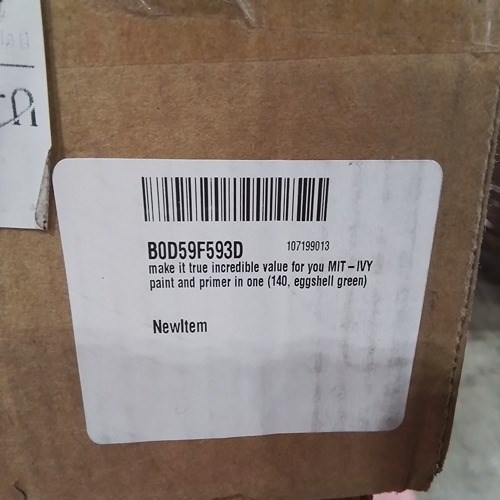 B0D59F593D 107199013
make it true incredible value for you MIT – IVY
paint and primer in one (140, eggshell green)
NewItem